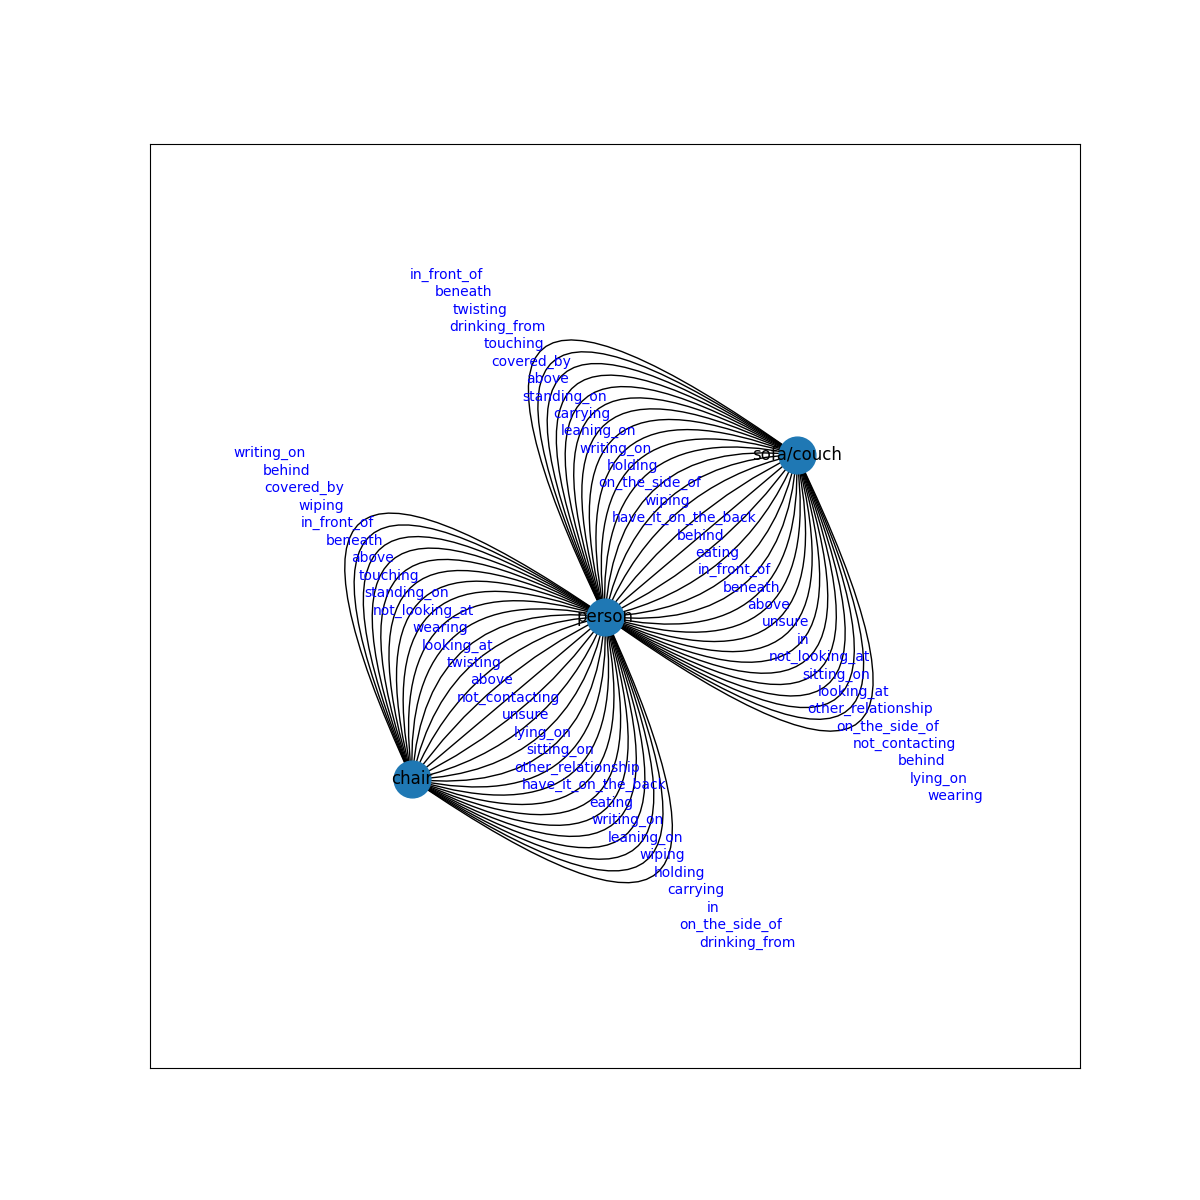 in_front_of
beneath
twisting
drinking_from
touching
covered_by
above
standing_on
carrying
leaning_on
writing_on
holding
on_the_side_of
wiping
have_it_on_the_back
behind
eating
in_front_of
beneath
above
unsure
in
not_looking_at
sitting_on
looking_at
other_relationship
on_the_side_of
not_contacting
behind
lying_on
wearing
sofa/couch
person
chair
writing_on
behind
covered_by
wiping
in_front_of
beneath
above
touching
standing_on
not_looking_at
wearing
looking_at
twisting
above
not_contacting
unsure
lying_on
sitting_on
other_relationship
have_it_on_the_back
eating
writing_on
leaning_on
wiping
holding
carrying
in
on_the_side_of
drinking_from